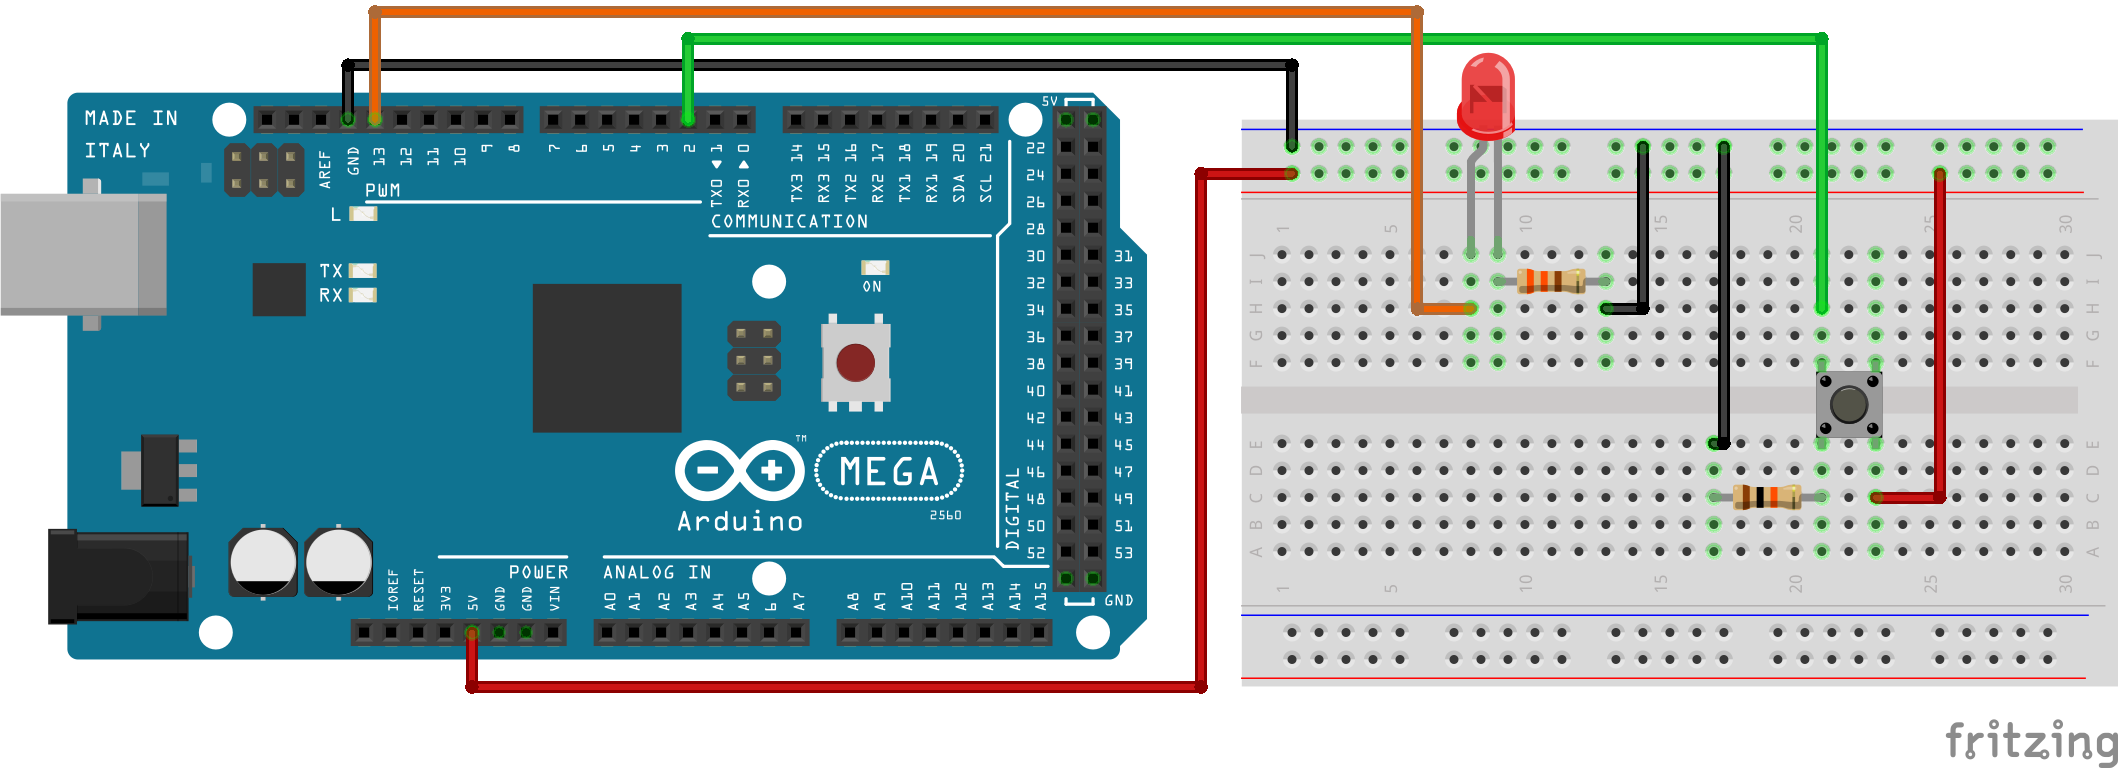 MADE IN
ITALY
AREF
GND
13
12
11
10
9
8
7
6
5
4
3
2
TX0 1
RX0 0
TX3 14
RX3 15
TX2 16
RX2 17
TX1 18
RX1 19
SDA 20
SCL 21
PWM
L
COMMUNICATION
TX
RX
ON
5V
22
24
26
28
30 31
32 33
34 35
36 37
38 39
40 41
42 43
44 45
46 47
48 49
50 51
52 53
GND
DIGITAL
TM
MEGA
Arduino
2560
POWER
ANALOG IN
IOREF
RESET
3V3
5V
GND
GND
VIN
A0
A1
A2
A3
A4
A5
6
A7
A8
A9
A10
A11
A12
A13
A14
A15
1 5 10 15 20 25 30
J J
I I
H H
G G
F F
E E
D D
C C
B B
A A
1 5 10 15 20 25 30
fritzing